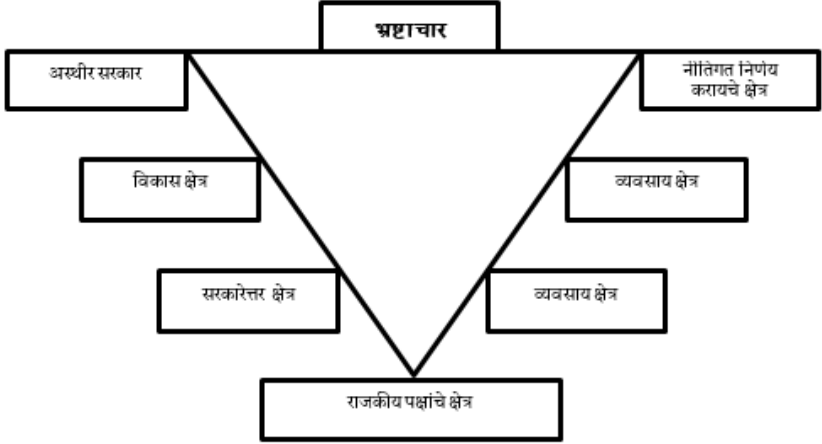 भ्रष्टाचार
अस्थीर सरकार
नीतिगत निर्णय
करायचे क्षेत्र
विकास क्षेत्र
व्यवसाय क्षेत्र
सरकारेत्तर क्षेत्र
व्यवसाय क्षेत्र
राजकीय पक्षांचे क्षेत्र